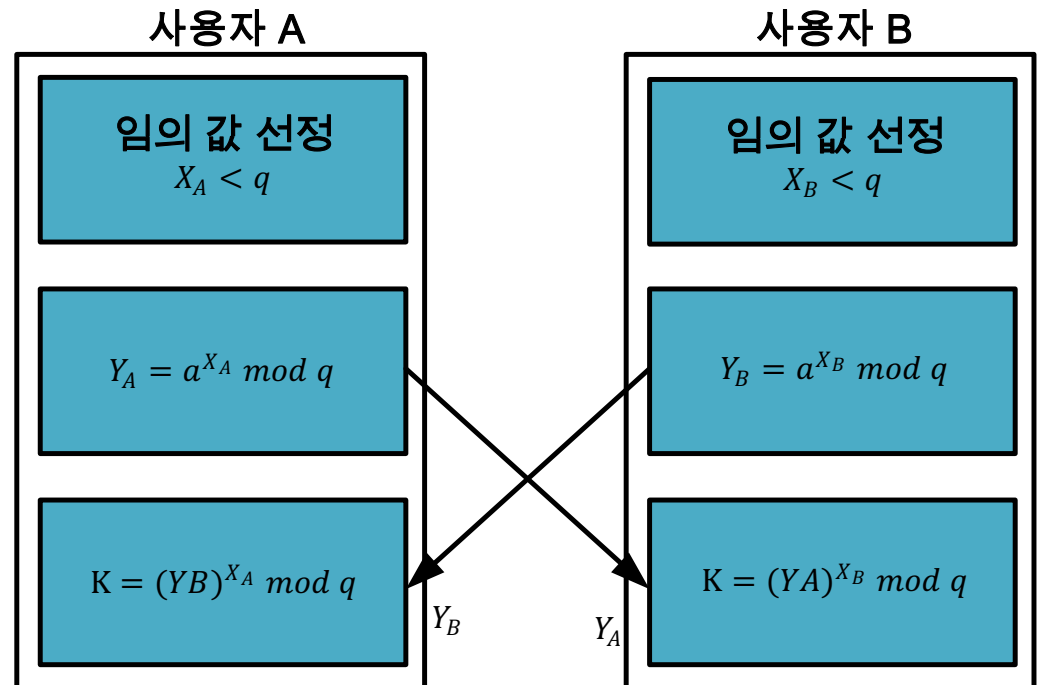 사용자 A
임의 값 선정
X_A < q
Y_A = a^{X_A} mod q
K = (YB)^{X_A} mod q
Y_B
사용자 B
임의 값 선정
X_B < q
Y_B = a^{X_B} mod q
K = (YA)^{X_B} mod q
Y_A